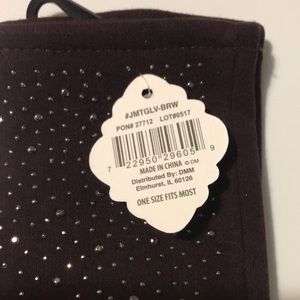 #JMTGLV-BRW
PON# 27712 LOT#0517
7 22950 29605 9
MADE IN CHINA © DM
Distributed By: DMM
Elmhurst, IL 60126
ONE SIZE FITS MOST